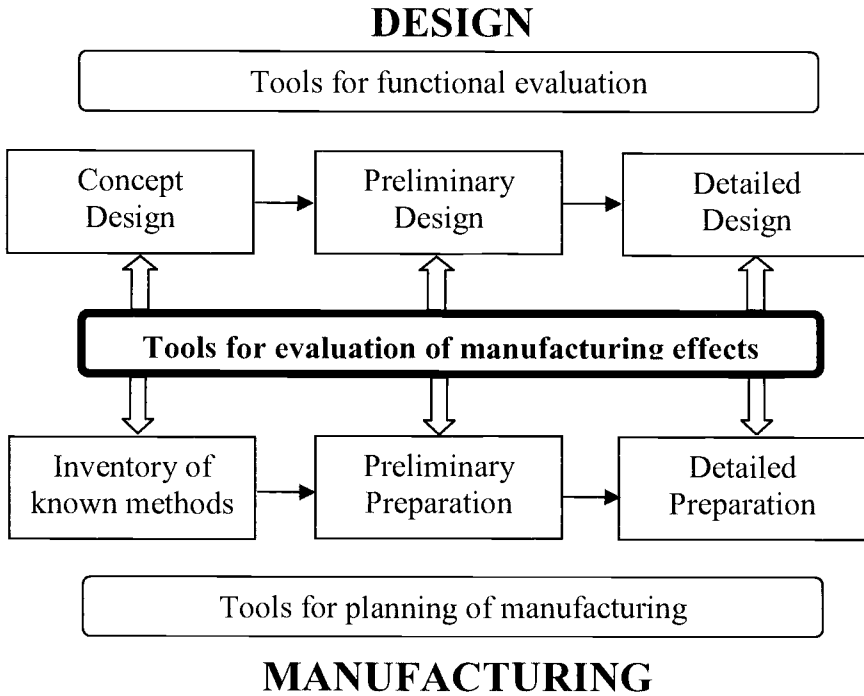 DESIGN
Tools for functional evaluation
Concept
Design
Preliminary
Design
Detailed
Design
Tools for evaluation of manufacturing effects
Inventory of
known methods
Preliminary
Preparation
Detailed
Preparation
Tools for planning of manufacturing
MANUFACTURING